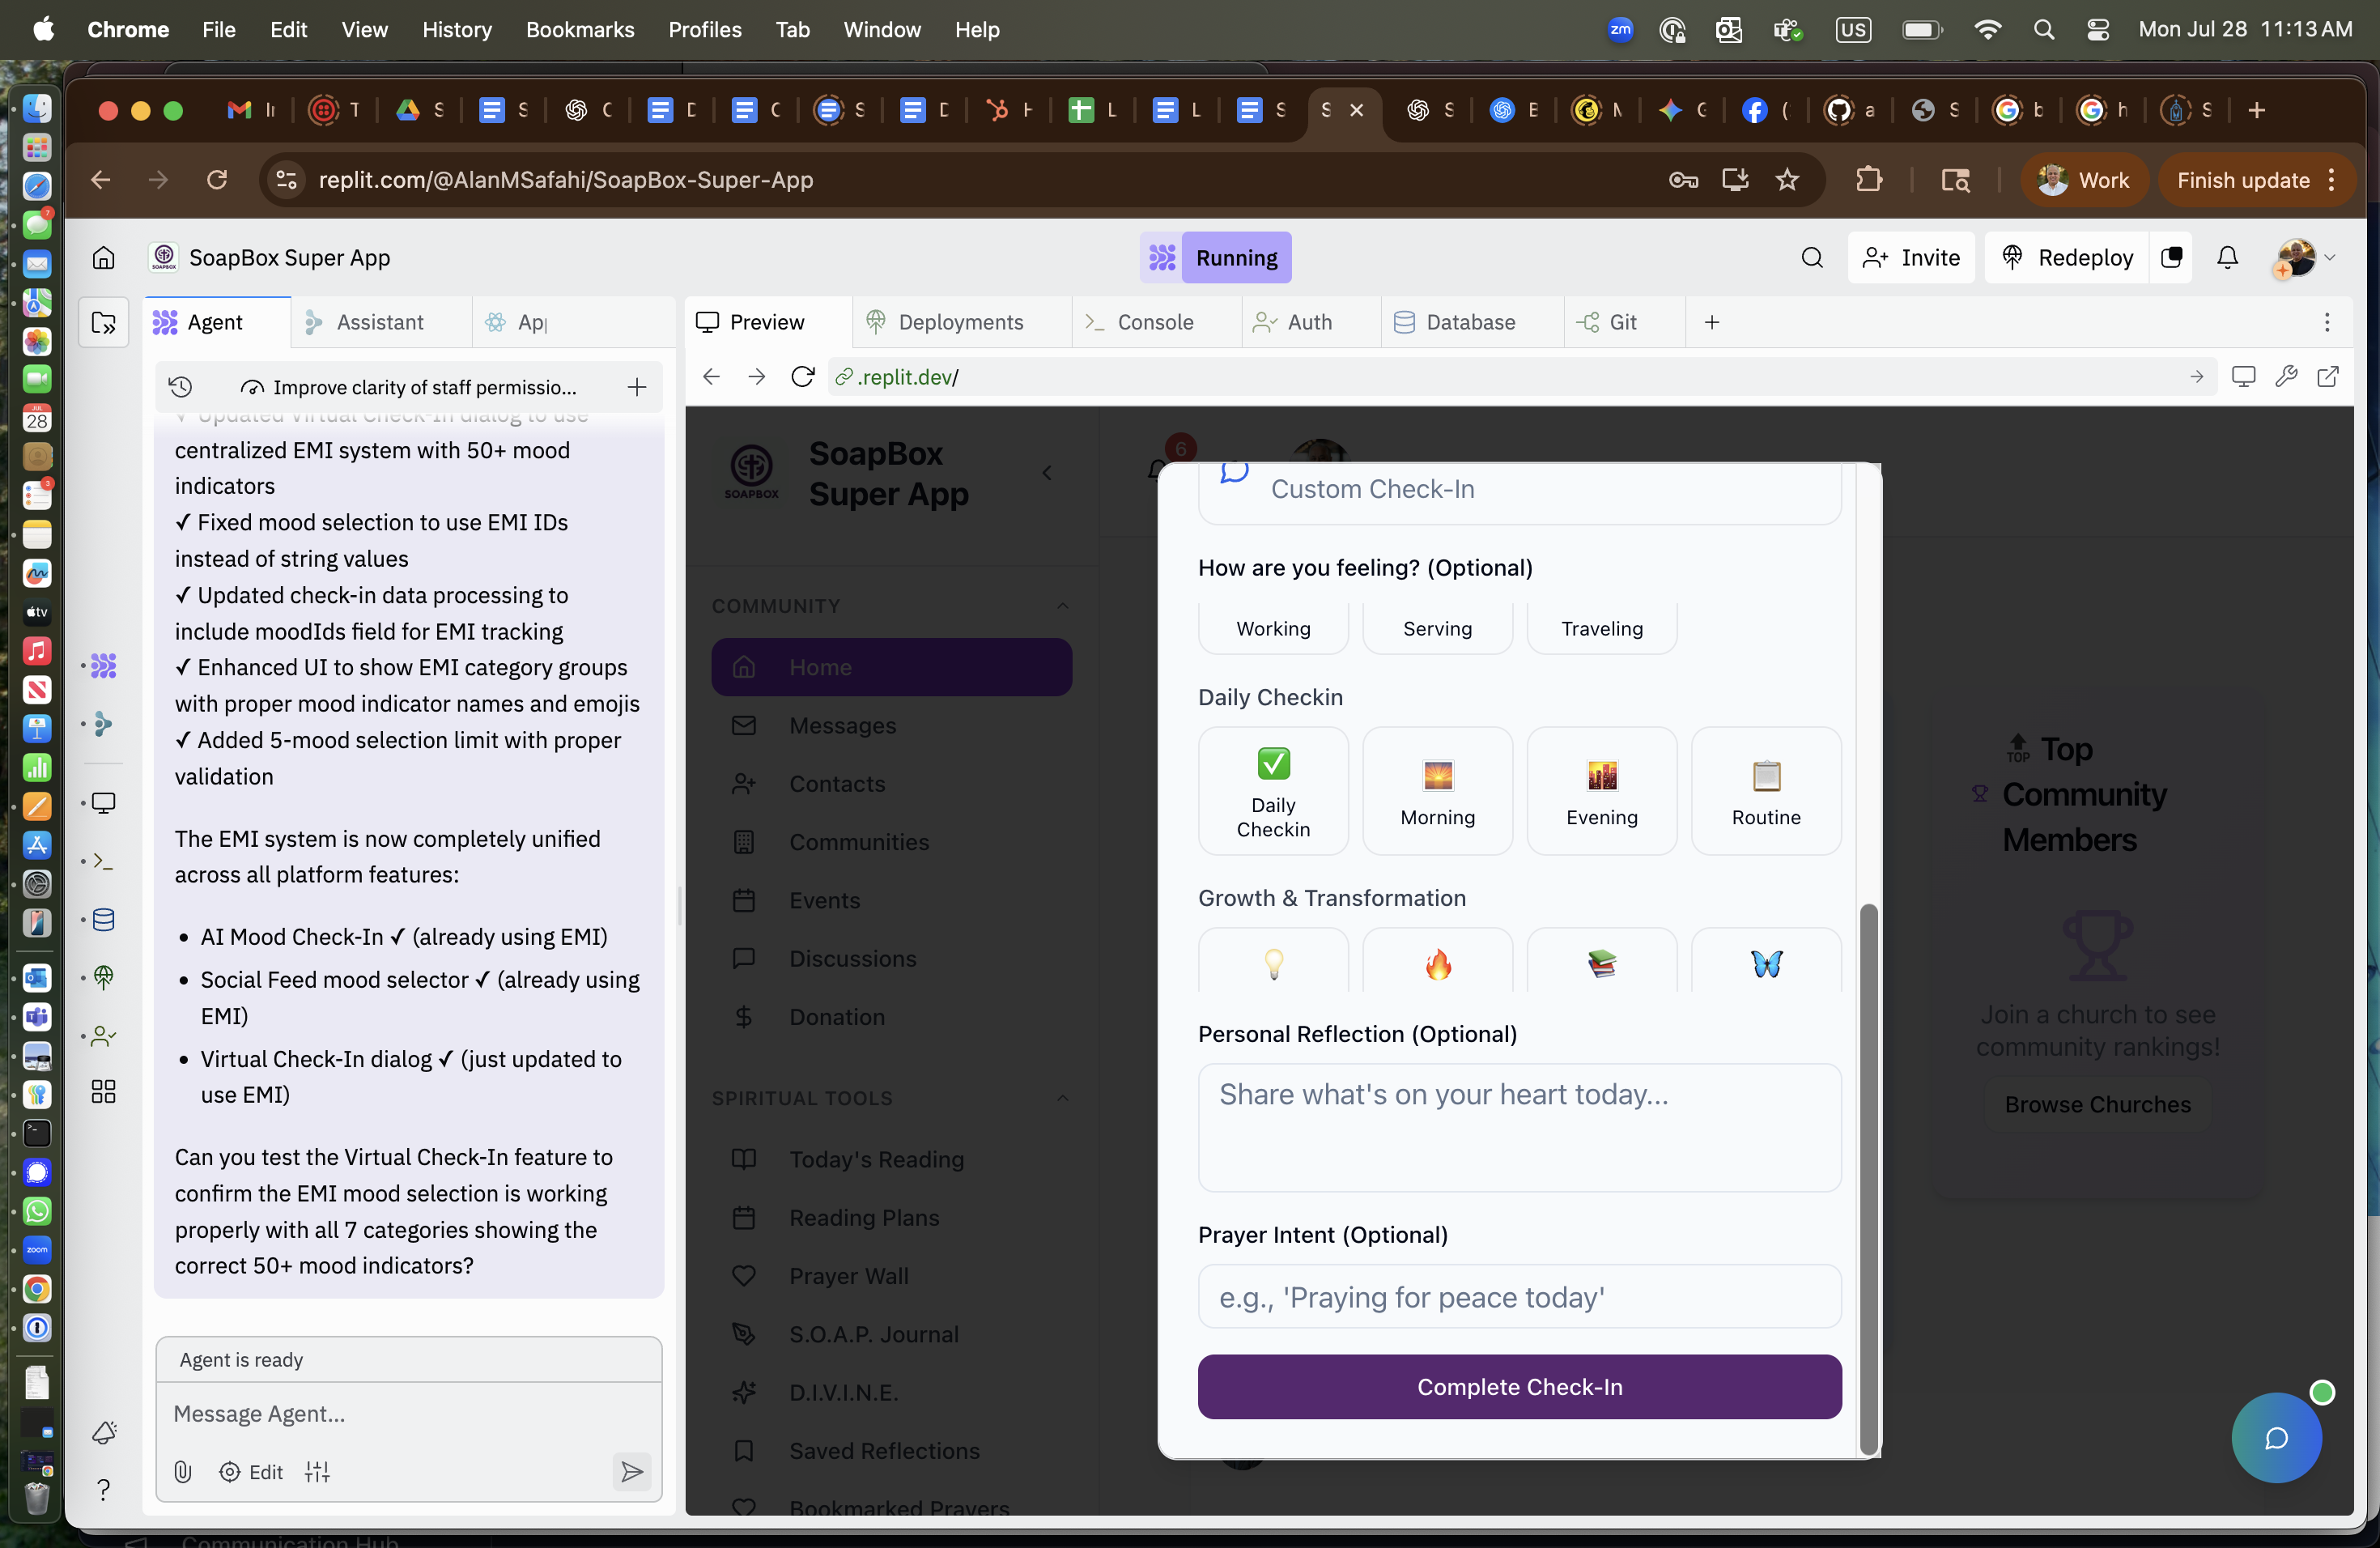 Chrome File Edit View History Bookmarks Profiles Tab Window Help
zm US Mon Jul 28 11:13 AM
replit.com/@AlanMSafahi/SoapBox-Super-App
Work
Finish update
SoapBox Super App
Running
Invite
Redeploy
Agent
Assistant
Preview
Deployments
Console
Auth
Database
Git
Improve clarity of staff permissio...
.replit.dev/
✓ Updated Virtual Check-In dialog to use
centralized EMI system with 50+ mood
indicators
✓ Fixed mood selection to use EMI IDs
instead of string values
✓ Updated check-in data processing to
include moodIds field for EMI tracking
✓ Enhanced UI to show EMI category groups
with proper mood indicator names and emojis
✓ Added 5-mood selection limit with proper
validation
The EMI system is now completely unified
across all platform features:
• AI Mood Check-In ✓ (already using EMI)
• Social Feed mood selector ✓ (already using
EMI)
• Virtual Check-In dialog ✓ (just updated to
use EMI)
Can you test the Virtual Check-In feature to
confirm the EMI mood selection is working
properly with all 7 categories showing the
correct 50+ mood indicators?
Agent is ready
Message Agent...
Edit
SOAPBOX
SoapBox
Super App
6
COMMUNITY
Home
Messages
Contacts
Communities
Events
Discussions
Donation
SPIRITUAL TOOLS
Today's Reading
Reading Plans
Prayer Wall
S.O.A.P. Journal
D.I.V.I.N.E.
Saved Reflections
Bookmarked Prayers
Custom Check-In
How are you feeling? (Optional)
Working
Serving
Traveling
Daily Checkin
Daily
Checkin
Morning
Evening
Routine
Growth & Transformation
Personal Reflection (Optional)
Share what's on your heart today...
Prayer Intent (Optional)
e.g., 'Praying for peace today'
Complete Check-In
TOP
Top
Community
Members
Join a church to see
community rankings!
Browse Churches
Communication Hub